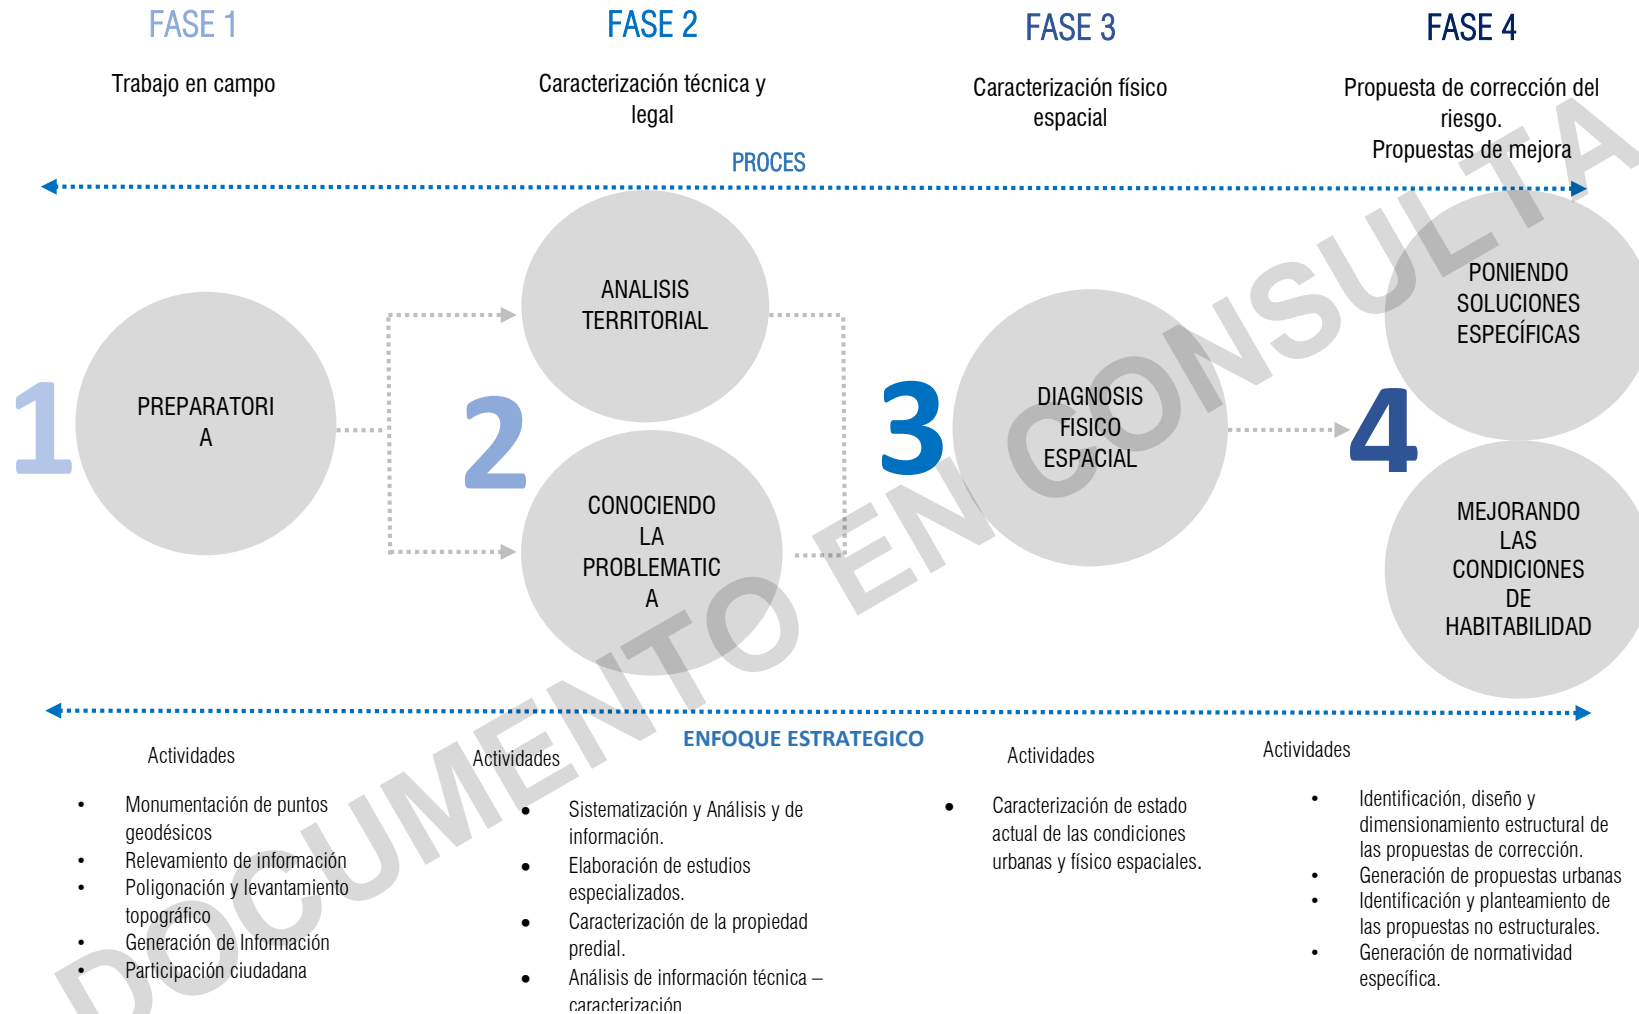 FASE 1
Trabajo en campo
FASE 2
Caracterización técnica y
legal
FASE 3
Caracterización físico
espacial
FASE 4
Propuesta de corrección del
riesgo.
Propuestas de mejora
PROCES
1
PREPARATORI
A
2
ANALISIS
TERRITORIAL
CONOCIENDO
LA
PROBLEMATIC
A
3
DIAGNOSIS
FISICO
ESPACIAL
4
PONIENDO
SOLUCIONES
ESPECÍFICAS
MEJORANDO
LAS
CONDICIONES
DE
HABITABILIDAD
ENFOQUE ESTRATEGICO
Actividades
• Monumentación de puntos
geodésicos
• Relevamiento de información
• Poligonación y levantamiento
topográfico
• Generación de Información
• Participación ciudadana
Actividades
• Sistematización y Análisis y de
información.
• Elaboración de estudios
especializados.
• Caracterización de la propiedad
predial.
• Análisis de información técnica –
caracterización
Actividades
• Caracterización de estado
actual de las condiciones
urbanas y físico espaciales.
Actividades
• Identificación, diseño y
dimensionamiento estructural de
las propuestas de corrección.
• Generación de propuestas urbanas
• Identificación y planteamiento de
las propuestas no estructurales.
• Generación de normatividad
específica.
DOCUMENTO EN CONSULTA